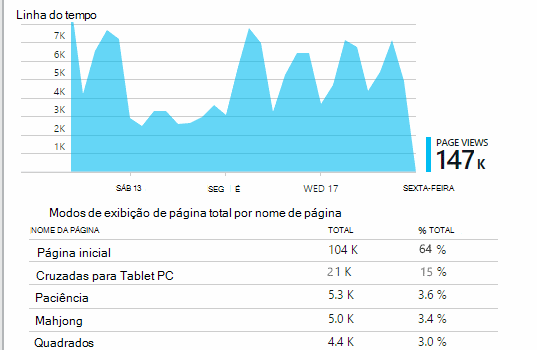 Linha do tempo
7K
6K
5K
4K
3K
2K
1K
PAGE VIEWS
147 K
SÁB 13
SEG É
WED 17
SEXTA-FEIRA
Modos de exibição de página total por nome de página
NOME DA PÁGINA TOTAL % TOTAL
Página inicial 104 K 64 %
Cruzadas para Tablet PC 21 K 15 %
Paciência 5.3 K 3.6 %
Mahjong 5.0 K 3.4 %
Quadrados 4.4 K 3.0 %